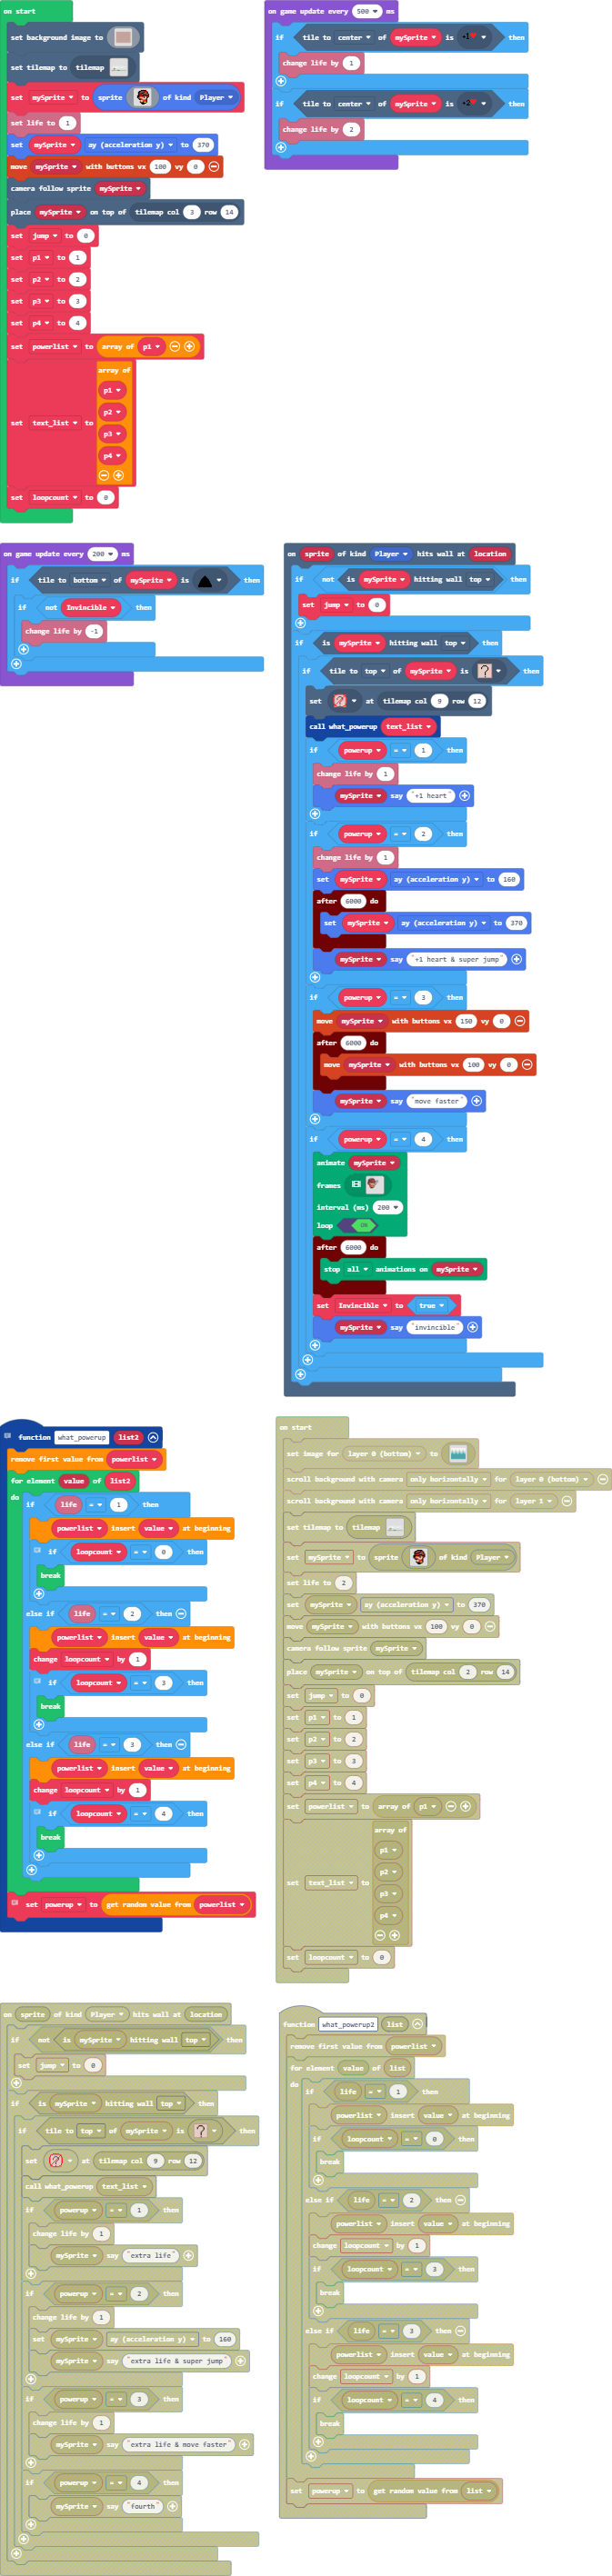 on start
set background image to
set tilemap to tilemap
set mySprite to sprite of kind Player
set life to 1
set mySprite ay (acceleration y) to 370
move mySprite with buttons vx 100 vy 0
camera follow sprite mySprite
place mySprite on top of tilemap col 3 row 14
set jump to 0
set p1 to 1
set p2 to 2
set p3 to 3
set p4 to 4
set powerlist to array of p1
array of
p1
p2
set text_list to
p3
p4
set loopcount to 0
on game update every 500 ms
if tile to center of mySprite is +1 then
change life by 1
if tile to center of mySprite is +2 then
change life by 2
on game update every 200 ms
if tile to bottom of mySprite is then
if not Invincible then
change life by -1
on sprite of kind Player hits wall at location
if not is mySprite hitting wall top then
set jump to 0
if is mySprite hitting wall top then
if tile to top of mySprite is ? then
set ? at tilemap col 9 row 12
call what_powerup text_list
if powerup = 1 then
change life by 1
mySprite say "+1 heart"
if powerup = 2 then
change life by 1
set mySprite ay (acceleration y) to 160
after 6000 do
set mySprite ay (acceleration y) to 370
mySprite say "+1 heart & super jump"
if powerup = 3 then
move mySprite with buttons vx 150 vy 0
after 6000 do
move mySprite with buttons vx 100 vy 0
mySprite say "move faster"
if powerup = 4 then
animate mySprite
frames
interval (ms) 200
loop ON
after 6000 do
stop all animations on mySprite
set Invincible to true
mySprite say "invincible"
function what_powerup list2
remove first value from powerlist
for element value of list2
do
if life = 1 then
powerlist insert value at beginning
if loopcount = 0 then
break
else if life = 2 then
powerlist insert value at beginning
change loopcount by 1
if loopcount = 3 then
break
else if life = 3 then
powerlist insert value at beginning
change loopcount by 1
if loopcount = 4 then
break
set powerup to get random value from powerlist
on start
set image for layer 0 (bottom) to
scroll background with camera only horizontally for layer 0 (bottom)
scroll background with camera only horizontally for layer 1
set tilemap to tilemap
set mySprite to sprite of kind Player
set life to 2
set mySprite ay (acceleration y) to 370
move mySprite with buttons vx 100 vy 0
camera follow sprite mySprite
place mySprite on top of tilemap col 2 row 14
set jump to 0
set p1 to 1
set p2 to 2
set p3 to 3
set p4 to 4
set powerlist to array of p1
array of
p1
p2
set text_list to
p3
p4
set loopcount to 0
on sprite of kind Player hits wall at location
if not is mySprite hitting wall top then
set jump to 0
if is mySprite hitting wall top then
if tile to top of mySprite is ? then
set ? at tilemap col 9 row 12
call what_powerup text_list
if powerup = 1 then
change life by 1
mySprite say "extra life"
if powerup = 2 then
change life by 1
set mySprite ay (acceleration y) to 160
mySprite say "extra life & super jump"
if powerup = 3 then
change life by 1
mySprite say "extra life & move faster"
if powerup = 4 then
mySprite say "fourth"
function what_powerup2 list
remove first value from powerlist
for element value of list
do
if life = 1 then
powerlist insert value at beginning
if loopcount = 0 then
break
else if life = 2 then
powerlist insert value at beginning
change loopcount by 1
if loopcount = 3 then
break
else if life = 3 then
powerlist insert value at beginning
change loopcount by 1
if loopcount = 4 then
break
set powerup to get random value from list